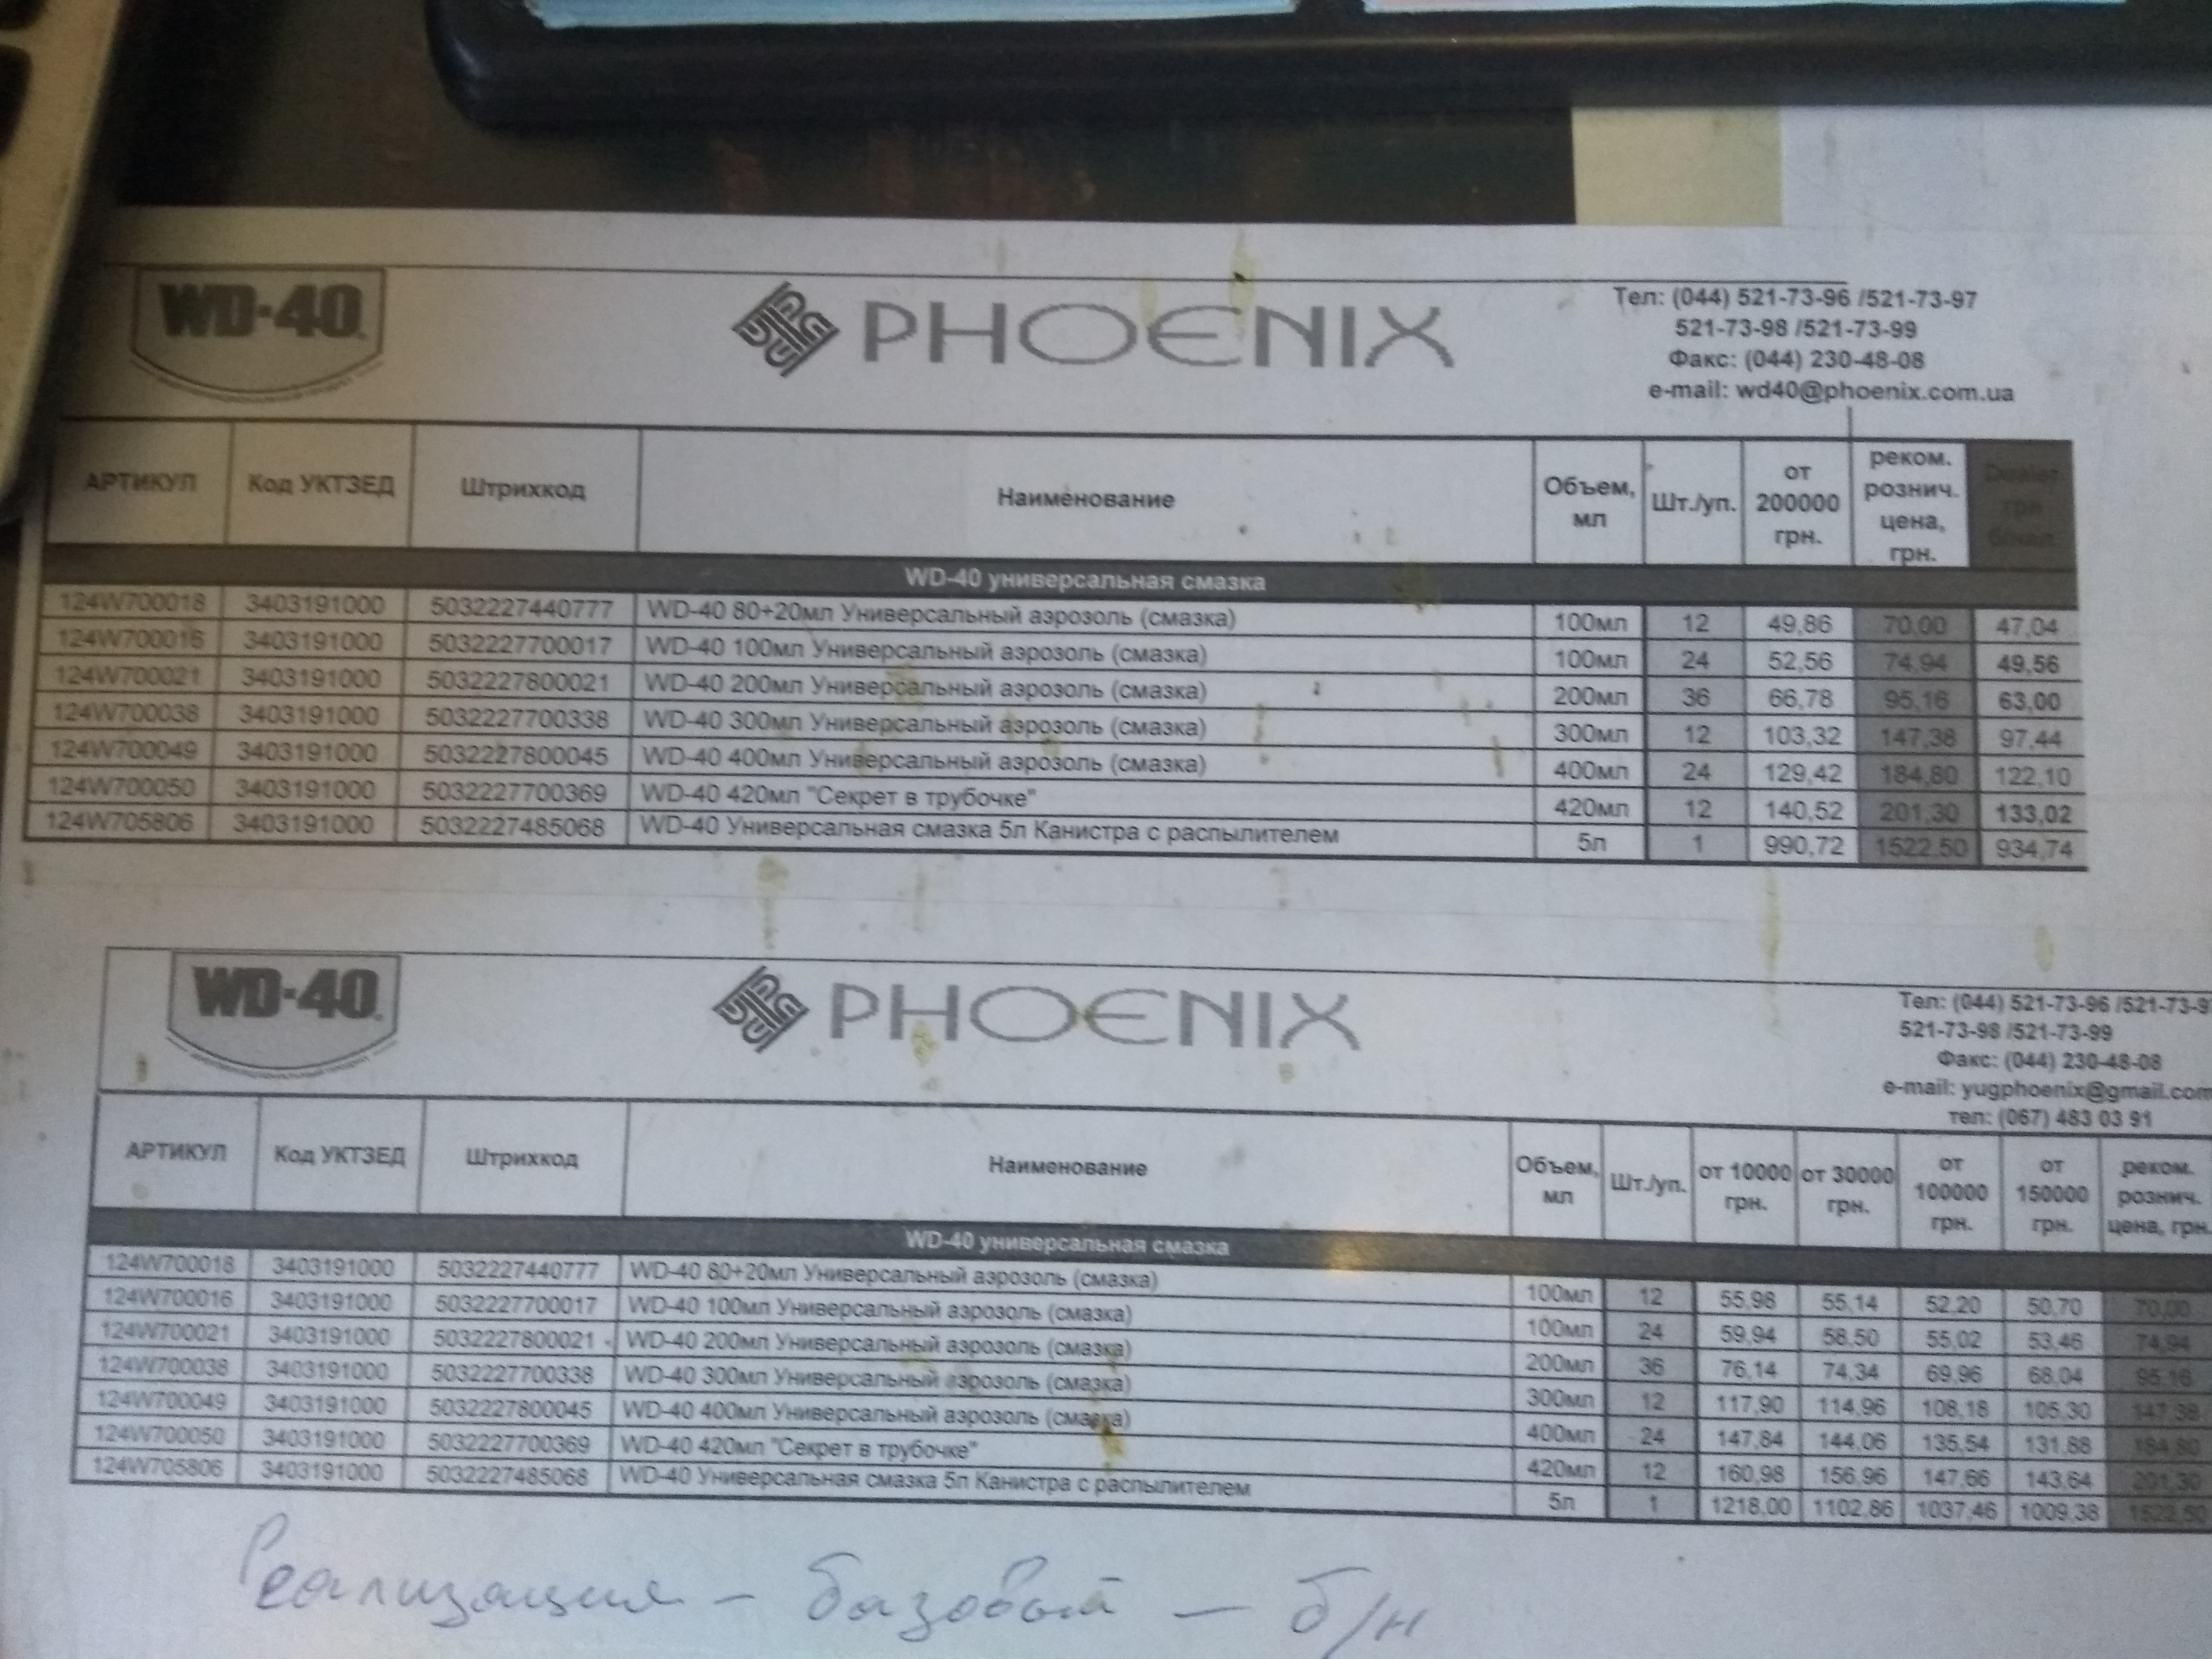 WD-40
PHOENIX
Тел: (044) 521-73-96 /521-73-97
521-73-98 /521-73-99
Факс: (044) 230-48-08
e-mail: wd40@phoenix.com.ua
АРТИКУЛ Код УКТЗЕД Штрихкод Наименование Объем, мл Шт./уп. от 200000 грн. реком. рознич. цена, грн. Dealer грн
WD-40 универсальная смазка
124W700018 3403191000 5032227440777 WD-40 80+20мл Универсальный аэрозоль (смазка) 100мл 12 49,86 70,00 47,04
124W700016 3403191000 5032227700017 WD-40 100мл Универсальный аэрозоль (смазка) 100мл 24 52,56 74,94 49,56
124W700021 3403191000 5032227800021 WD-40 200мл Универсальный аэрозоль (смазка) 200мл 36 66,78 95,16 63,00
124W700038 3403191000 5032227700338 WD-40 300мл Универсальный аэрозоль (смазка) 300мл 12 103,32 147,38 97,44
124W700049 3403191000 5032227800045 WD-40 400мл Универсальный аэрозоль (смазка) 400мл 24 129,42 184,80 122,10
124W700050 3403191000 5032227700369 WD-40 420мл "Секрет в трубочке" 420мл 12 140,52 201,30 133,02
124W705806 3403191000 5032227485068 WD-40 Универсальная смазка 5л Канистра с распылителем 5л 1 990,72 1522,50 934,74
WD-40
PHOENIX
Тел: (044) 521-73-96 /521-73-9
521-73-98 /521-73-99
Факс: (044) 230-48-08
e-mail: yugphoenix@gmail.com
тел: (067) 483 03 91
АРТИКУЛ Код УКТЗЕД Штрихкод Наименование Объем, мл Шт./уп. от 10000 грн. от 30000 грн. от 100000 грн. от 150000 грн. реком. рознич. цена, грн.
WD-40 универсальная смазка
124W700018 3403191000 5032227440777 WD-40 80+20мл Универсальный аэрозоль (смазка) 100мл 12 55,98 55,14 52,20 50,70 70,00
124W700016 3403191000 5032227700017 WD-40 100мл Универсальный аэрозоль (смазка) 100мл 24 59,94 58,50 55,02 53,46 74,94
124W700021 3403191000 5032227800021 WD-40 200мл Универсальный аэрозоль (смазка) 200мл 36 76,14 74,34 69,96 68,04 95,16
124W700038 3403191000 5032227700338 WD-40 300мл Универсальный аэрозоль (смазка) 300мл 12 117,90 114,96 108,18 105,30 147,38
124W700049 3403191000 5032227800045 WD-40 400мл Универсальный аэрозоль (смазка) 400мл 24 147,84 144,06 135,54 131,88 184,80
124W700050 3403191000 5032227700369 WD-40 420мл "Секрет в трубочке" 420мл 12 160,98 156,96 147,66 143,64 201,30
124W705806 3403191000 5032227485068 WD-40 Универсальная смазка 5л Канистра с распылителем 5л 1 1218,00 1102,86 1037,46 1009,38 1522,50
Реализация - базовый - б/н